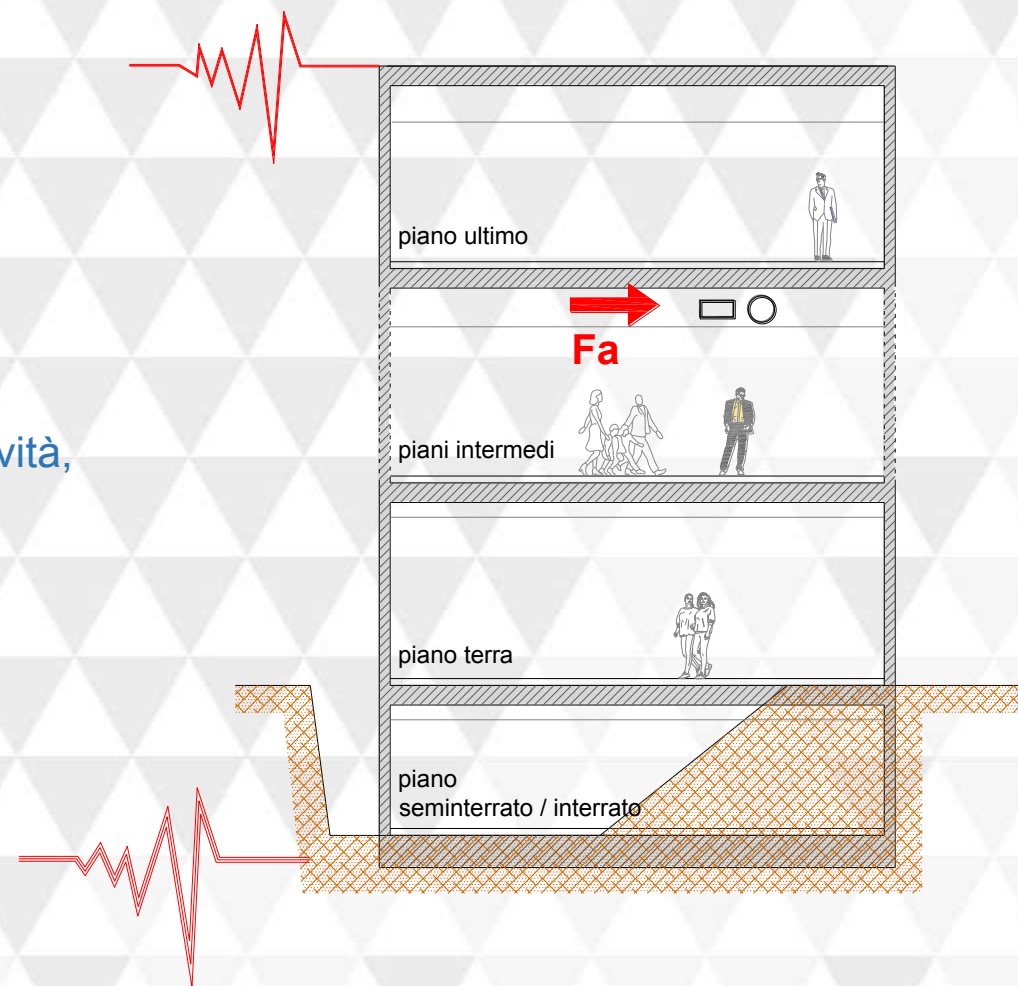 piano ultimo
Fa
vità,
piani intermedi
piano terra
piano
seminterrato / interrato